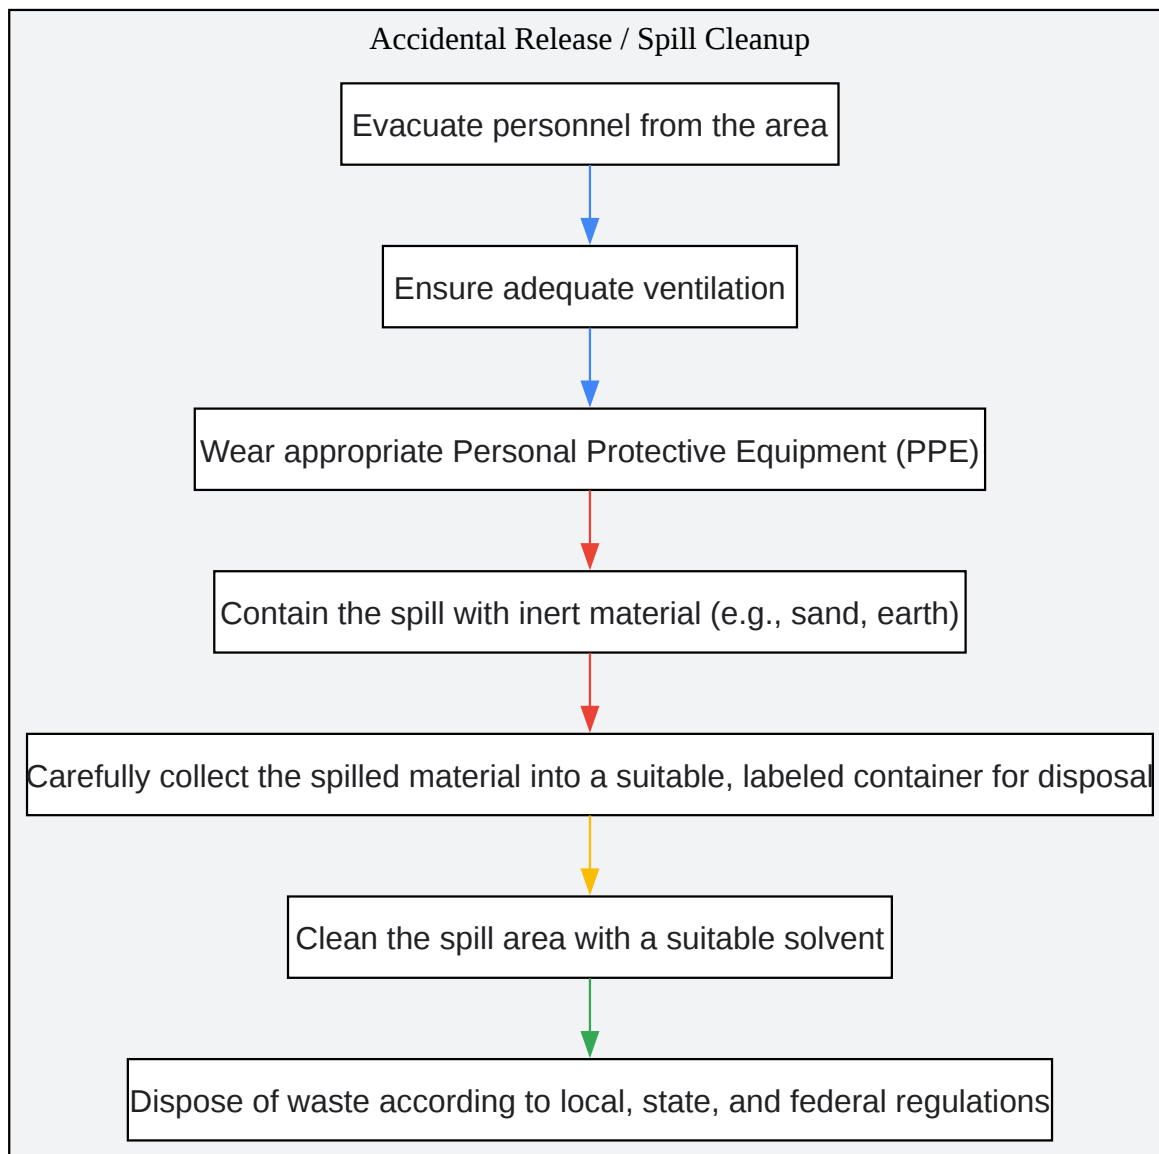 Accidental Release / Spill Cleanup
Evacuate personnel from the area
Ensure adequate ventilation
Wear appropriate Personal Protective Equipment (PPE)
Contain the spill with inert material (e.g., sand, earth)
Carefully collect the spilled material into a suitable, labeled container for disposal
Clean the spill area with a suitable solvent
Dispose of waste according to local, state, and federal regulations